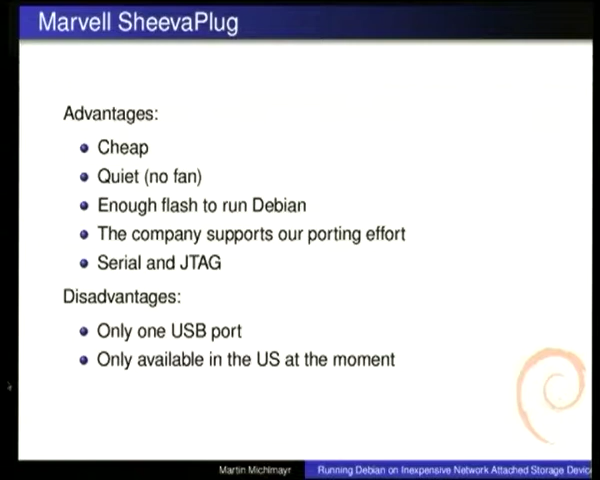 Marvell SheevaPlug
Advantages:
Cheap
Quiet (no fan)
Enough flash to run Debian
The company supports our porting effort
Serial and JTAG
Disadvantages:
Only one USB port
Only available in the US at the moment
Martin Michlmayr
Running Debian on Inexpensive Network Attached Storage Devic